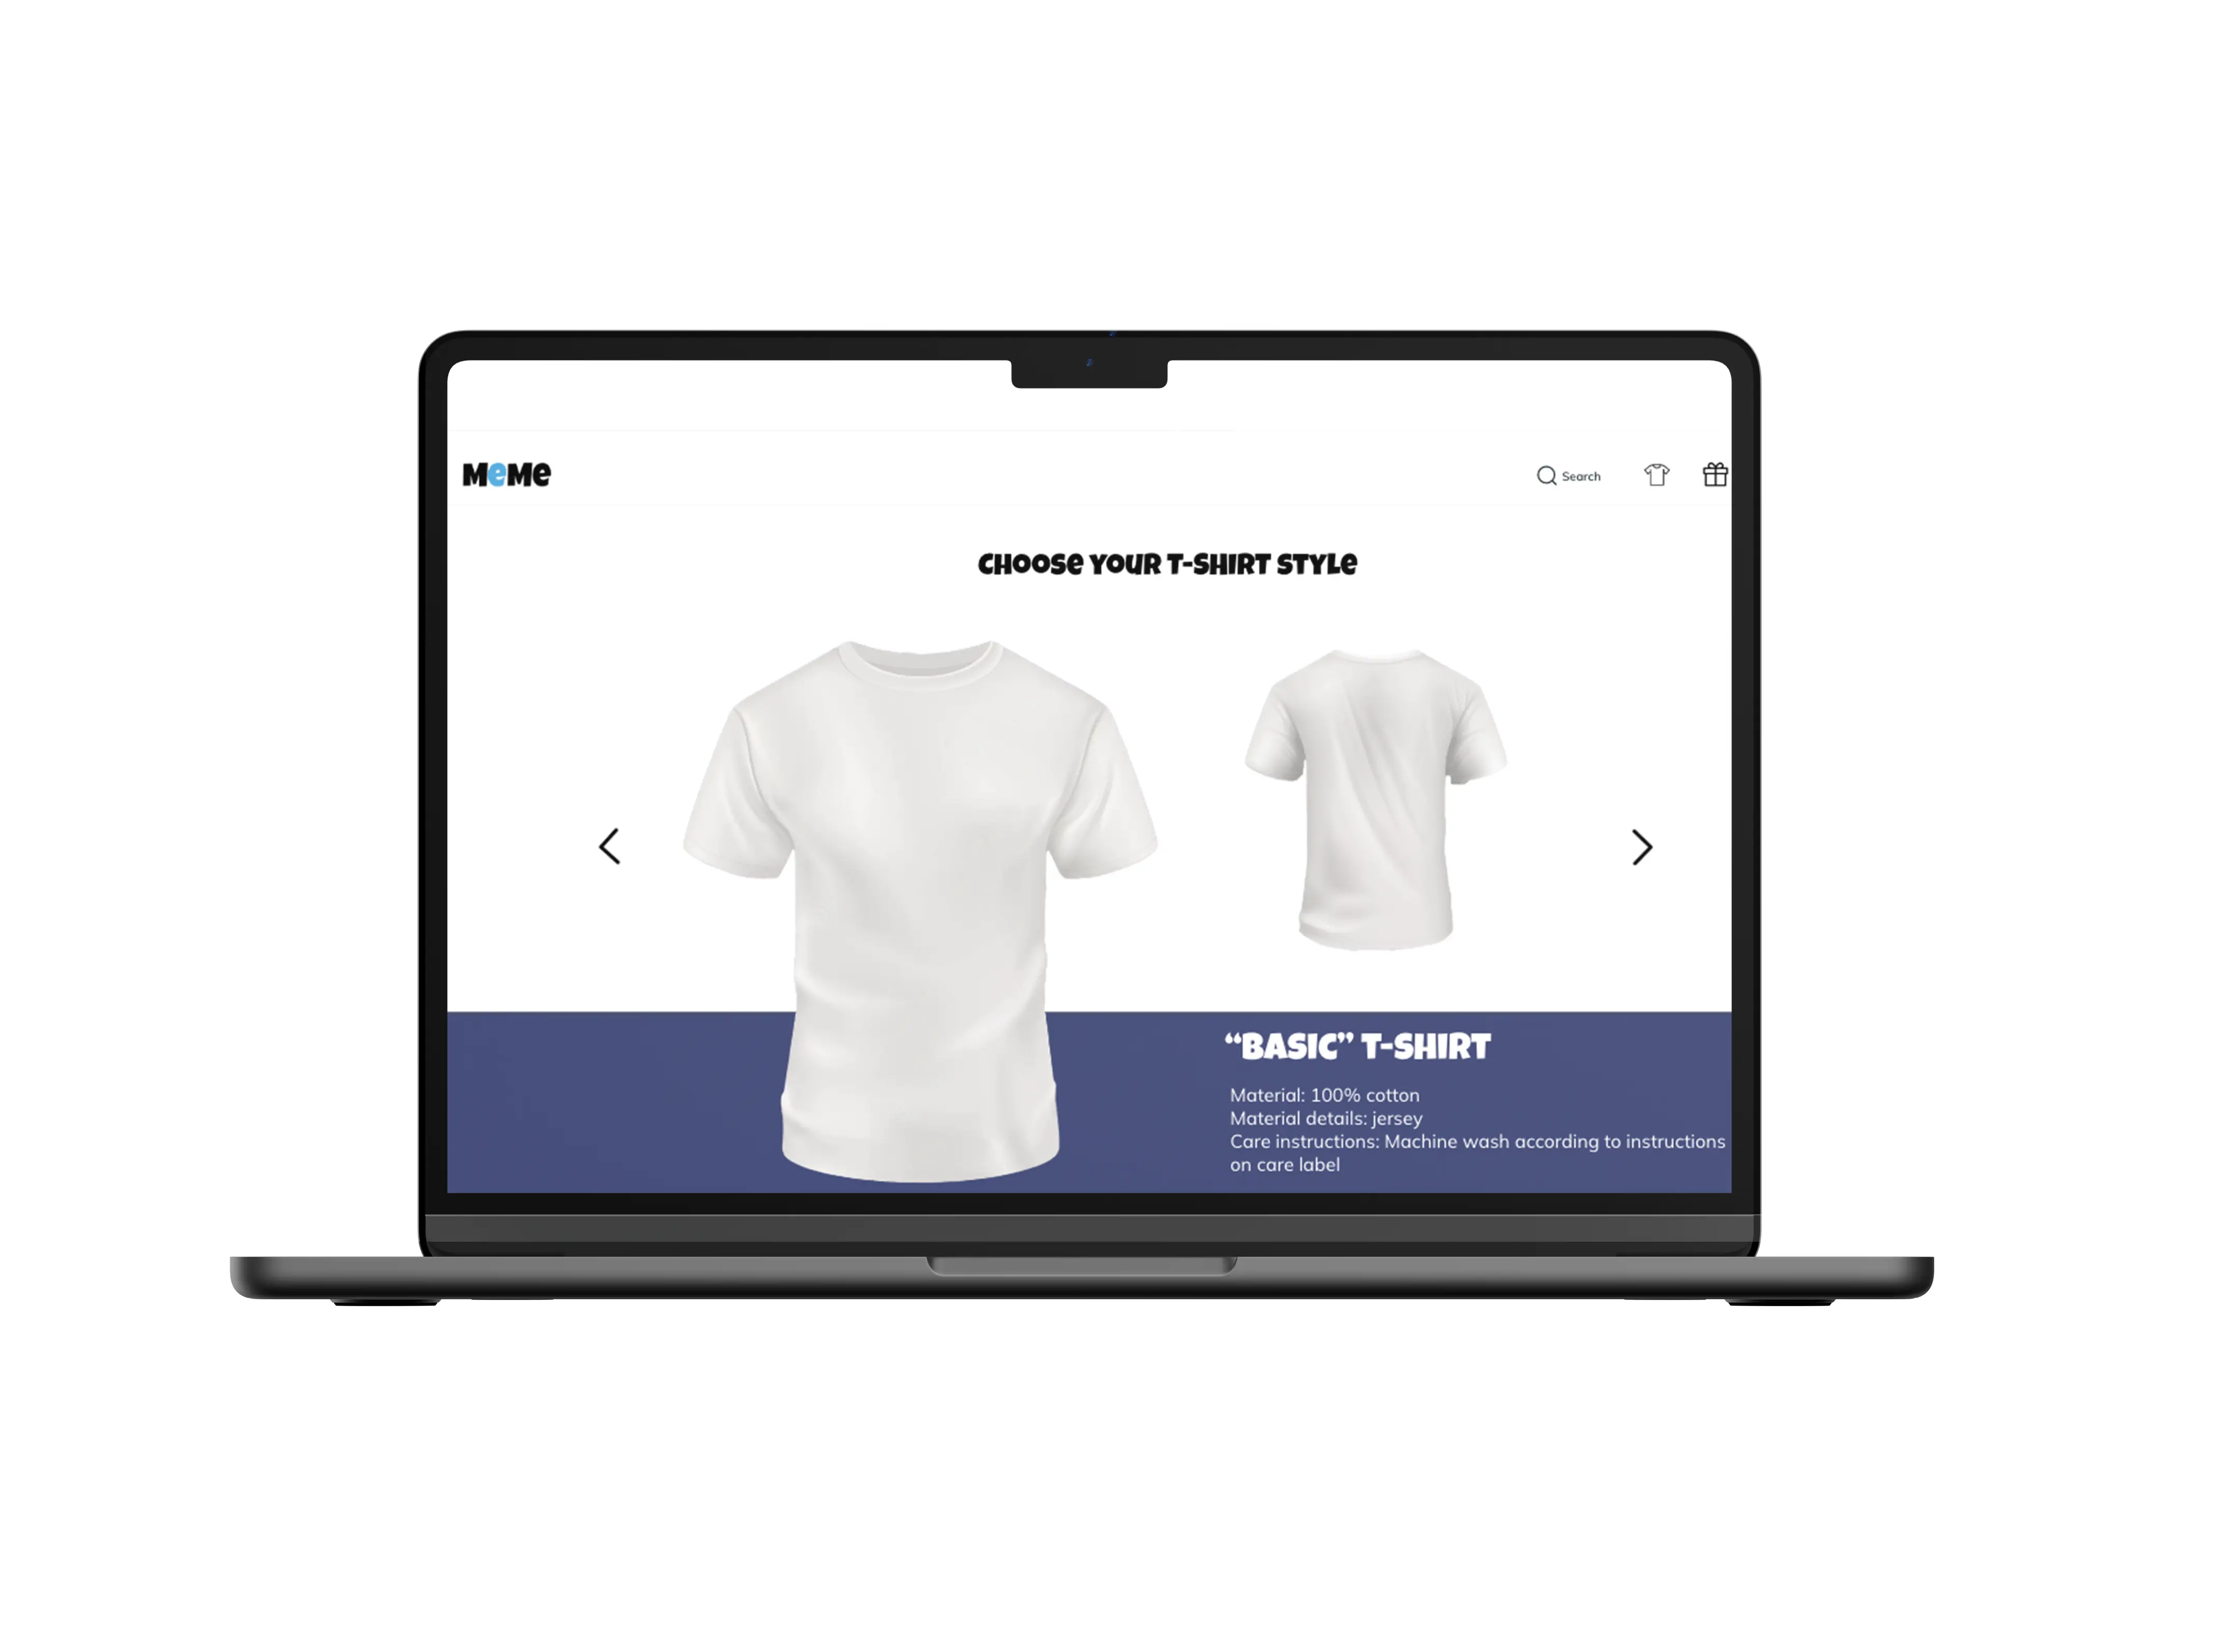 MeMe
Search
CHOOSe YOUR T-SHIRT STYLe
“BASIC” T-SHIRT
Material: 100% cotton
Material details: jersey
Care instructions: Machine wash according to instructions
on care label